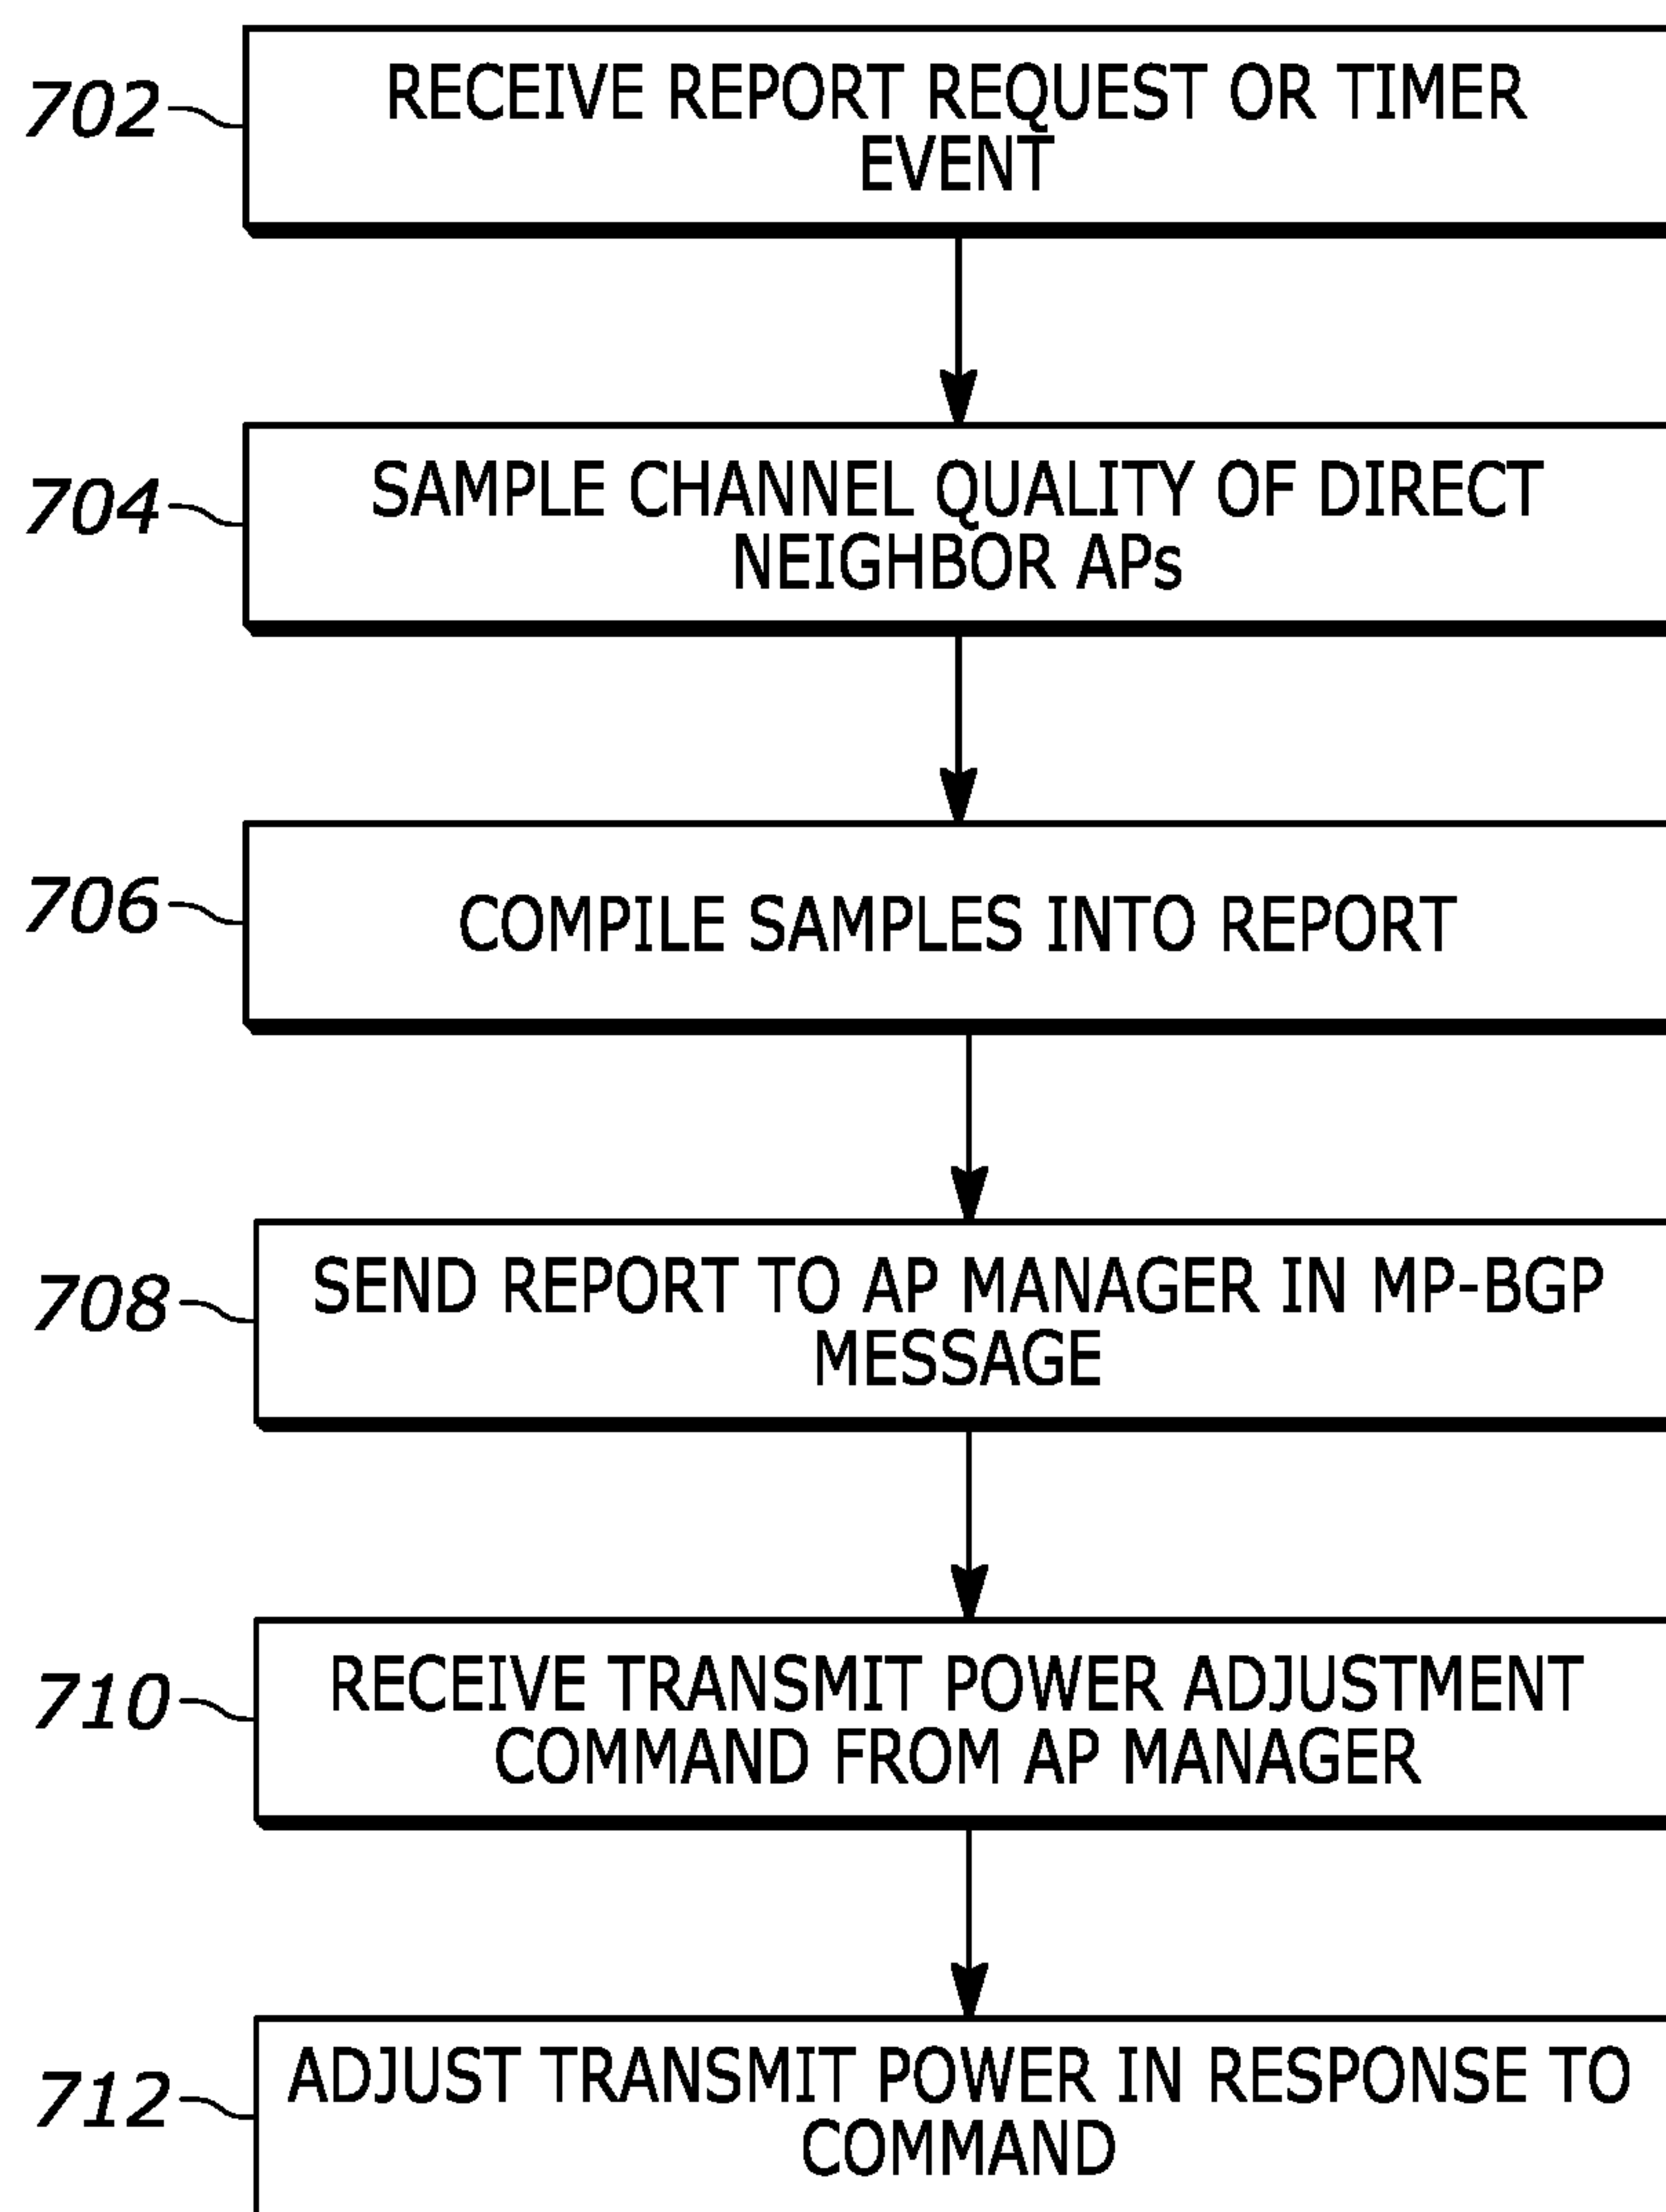 702
RECEIVE REPORT REQUEST OR TIMER
EVENT
704
SAMPLE CHANNEL QUALITY OF DIRECT
NEIGHBOR APs
706
COMPILE SAMPLES INTO REPORT
708
SEND REPORT TO AP MANAGER IN MP-BGP
MESSAGE
710
RECEIVE TRANSMIT POWER ADJUSTMENT
COMMAND FROM AP MANAGER
712
ADJUST TRANSMIT POWER IN RESPONSE TO
COMMAND